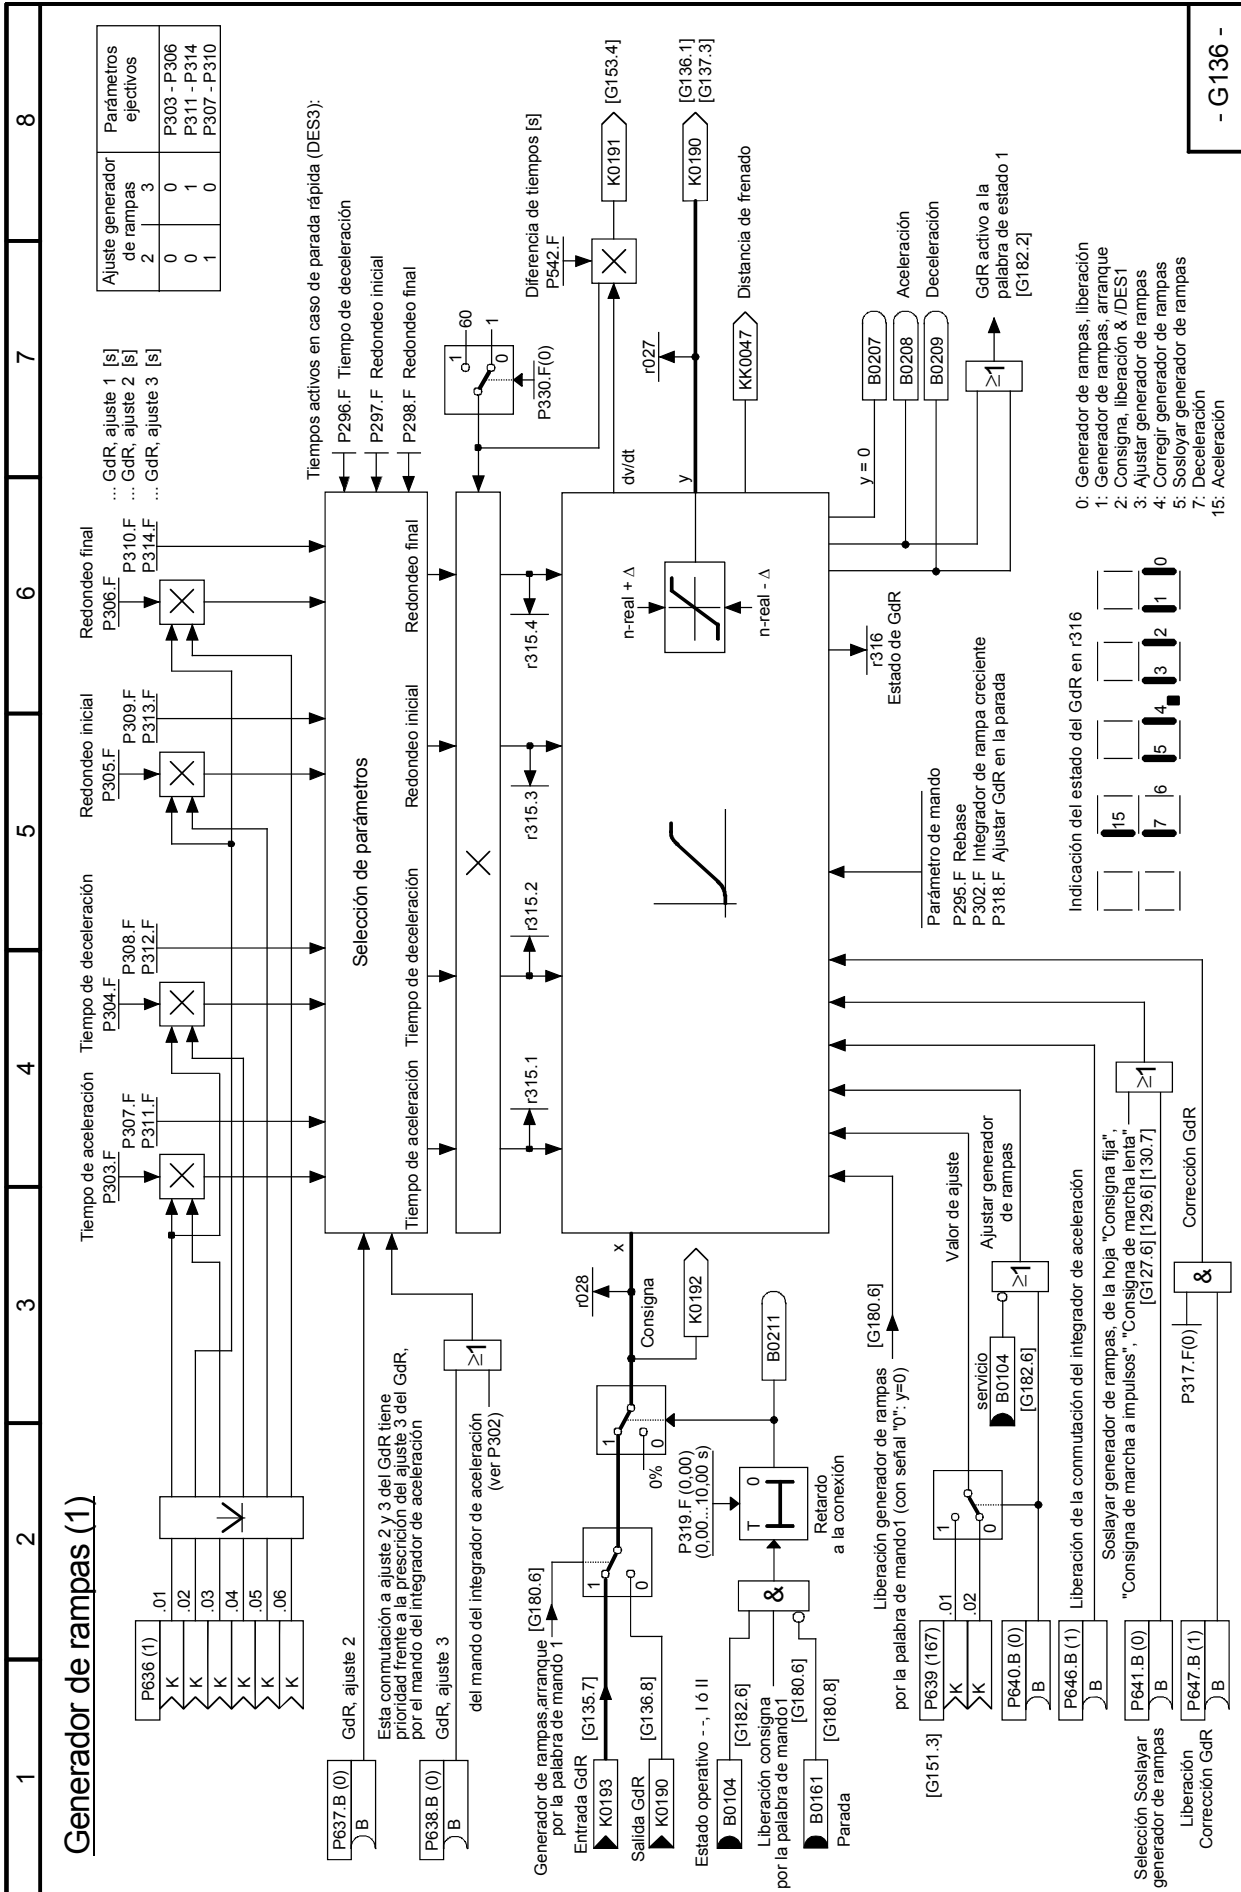 Generador de rampas (1)
1
2
3
4
5
6
7
8
Ajuste generador
de rampas
2
3
Parámetros
ejectivos
0
0
P303 - P306
0
1
P311 - P314
1
0
P307 - P310
P636 (1)
K
.01
K
.02
K
.03
K
.04
K
.05
K
.06
Tiempo de aceleración
P303.F
P307.F
P311.F
Tiempo de deceleración
P304.F
P308.F
P312.F
Redondeo inicial
P305.F
P309.F
P313.F
Redondeo final
P306.F
P310.F
P314.F
... GdR, ajuste 1 [s]
... GdR, ajuste 2 [s]
... GdR, ajuste 3 [s]
P637.B (0)
B
GdR, ajuste 2
Esta conmutación a ajuste 2 y 3 del GdR tiene
prioridad frente a la prescrición del ajuste 3 del GdR,
por el mando del integrador de aceleración
P638.B (0)
B
GdR, ajuste 3
del mando del integrador de aceleración
(ver P302)
≥1
Selección de parámetros
Tiempo de aceleración
Tiempo de deceleración
Redondeo inicial
Redondeo final
Tiempos activos en caso de parada rápida (DES3):
P296.F Tiempo de deceleración
P297.F Redondeo inicial
P298.F Redondeo final
r315.1
r315.2
r315.3
r315.4
1
60
0
1
P330.F(0)
Diferencia de tiempos [s]
P542.F
dv/dt
K0191
[G153.4]
Generador de rampas,arranque
por la palabra de mando 1
[G180.6]
Entrada GdR
[G135.7]
K0193
Salida GdR
[G136.8]
K0190
1
0
1
0
0%
r028
Consigna
x
K0192
n-real + Δ
n-real - Δ
y
r027
K0190
[G136.1]
[G137.3]
KK0047
Distancia de frenado
Estado operativo - -, I ó II
B0104
[G182.6]
Liberación consigna
por la palabra de mando1
[G180.6]
B0161
[G180.8]
Parada
&
P319.F (0,00)
(0,00...10,00 s)
T
0
Retardo
a la conexión
B0211
y = 0
B0207
B0208
Aceleración
B0209
Deceleración
≥1
GdR activo a la
palabra de estado 1
[G182.2]
r316
Estado de GdR
Parámetro de mando
P295.F Rebase
P302.F Integrador de rampa creciente
P318.F Ajustar GdR en la parada
Liberación generador de rampas
por la palabra de mando1 (con señal "0": y=0)
[G180.6]
[G151.3]
P639 (167)
K
.01
K
.02
1
0
Valor de ajuste
P640.B (0)
B
servicio
B0104
[G182.6]
≥1
Ajustar generador
de rampas
P646.B (1)
B
Liberación de la conmutación del integrador de aceleración
Selección Soslayar
generador de rampas
P641.B (0)
B
Soslayar generador de rampas, de la hoja "Consigna fija",
"Consigna de marcha a impulsos", "Consigna de marcha lenta"
[G127.6] [129.6] [130.7]
≥1
Liberación
Corrección GdR
P647.B (1)
B
P317.F(0)
&
Corrección GdR
Indicación del estado del GdR en r316
15
7
6
5
4
3
2
1
0
0: Generador de rampas, liberación
1: Generador de rampas, arranque
2: Consigna, liberación & /DES1
3: Ajustar generador de rampas
4: Corregir generador de rampas
5: Sosloyar generador de rampas
7: Deceleración
15: Aceleración
- G136 -